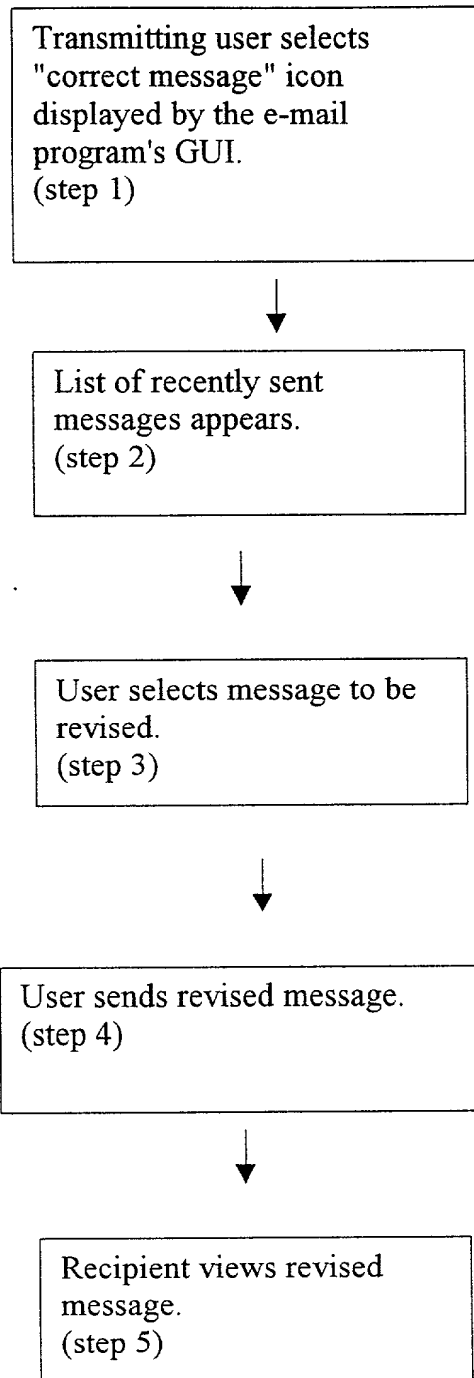 Transmitting user selects
"correct message" icon
displayed by the e-mail
program's GUI.
(step 1)
List of recently sent
messages appears.
(step 2)
User selects message to be
revised.
(step 3)
User sends revised message.
(step 4)
Recipient views revised
message.
(step 5)